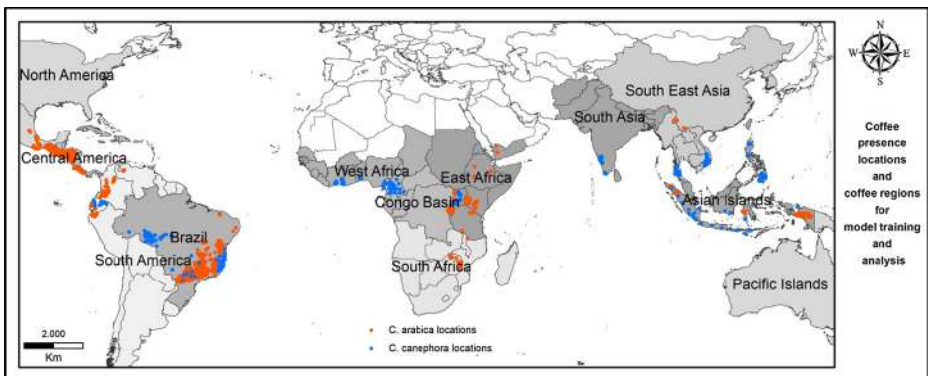 North America
Central America
Brazil
South America
West Africa
East Africa
Congo Basin
South Africa
South East Asia
South Asia
Asian Islands
Pacific Islands
2.000
Km
C. arabica locations
C. canephora locations
N
W
E
S
Coffee
presence
locations
and
coffee regions
for
model training
and
analysis